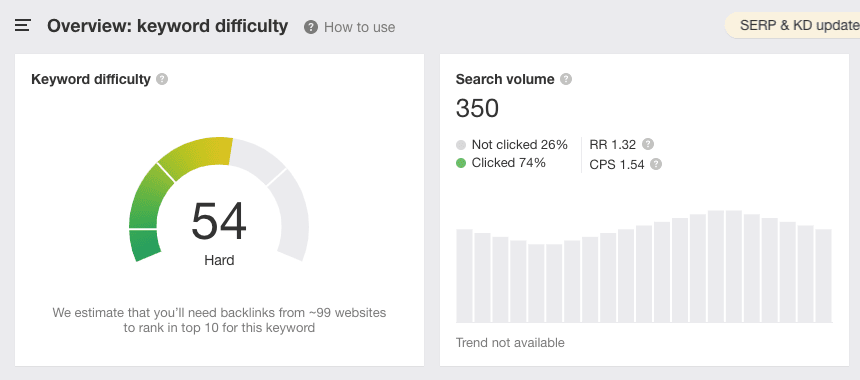 Overview: keyword difficulty
? How to use
SERP & KD update
Keyword difficulty ?
54
Hard
We estimate that you'll need backlinks from ~99 websites
to rank in top 10 for this keyword
Search volume ?
350
Not clicked 26%
Clicked 74%
RR 1.32 ?
CPS 1.54 ?
Trend not available